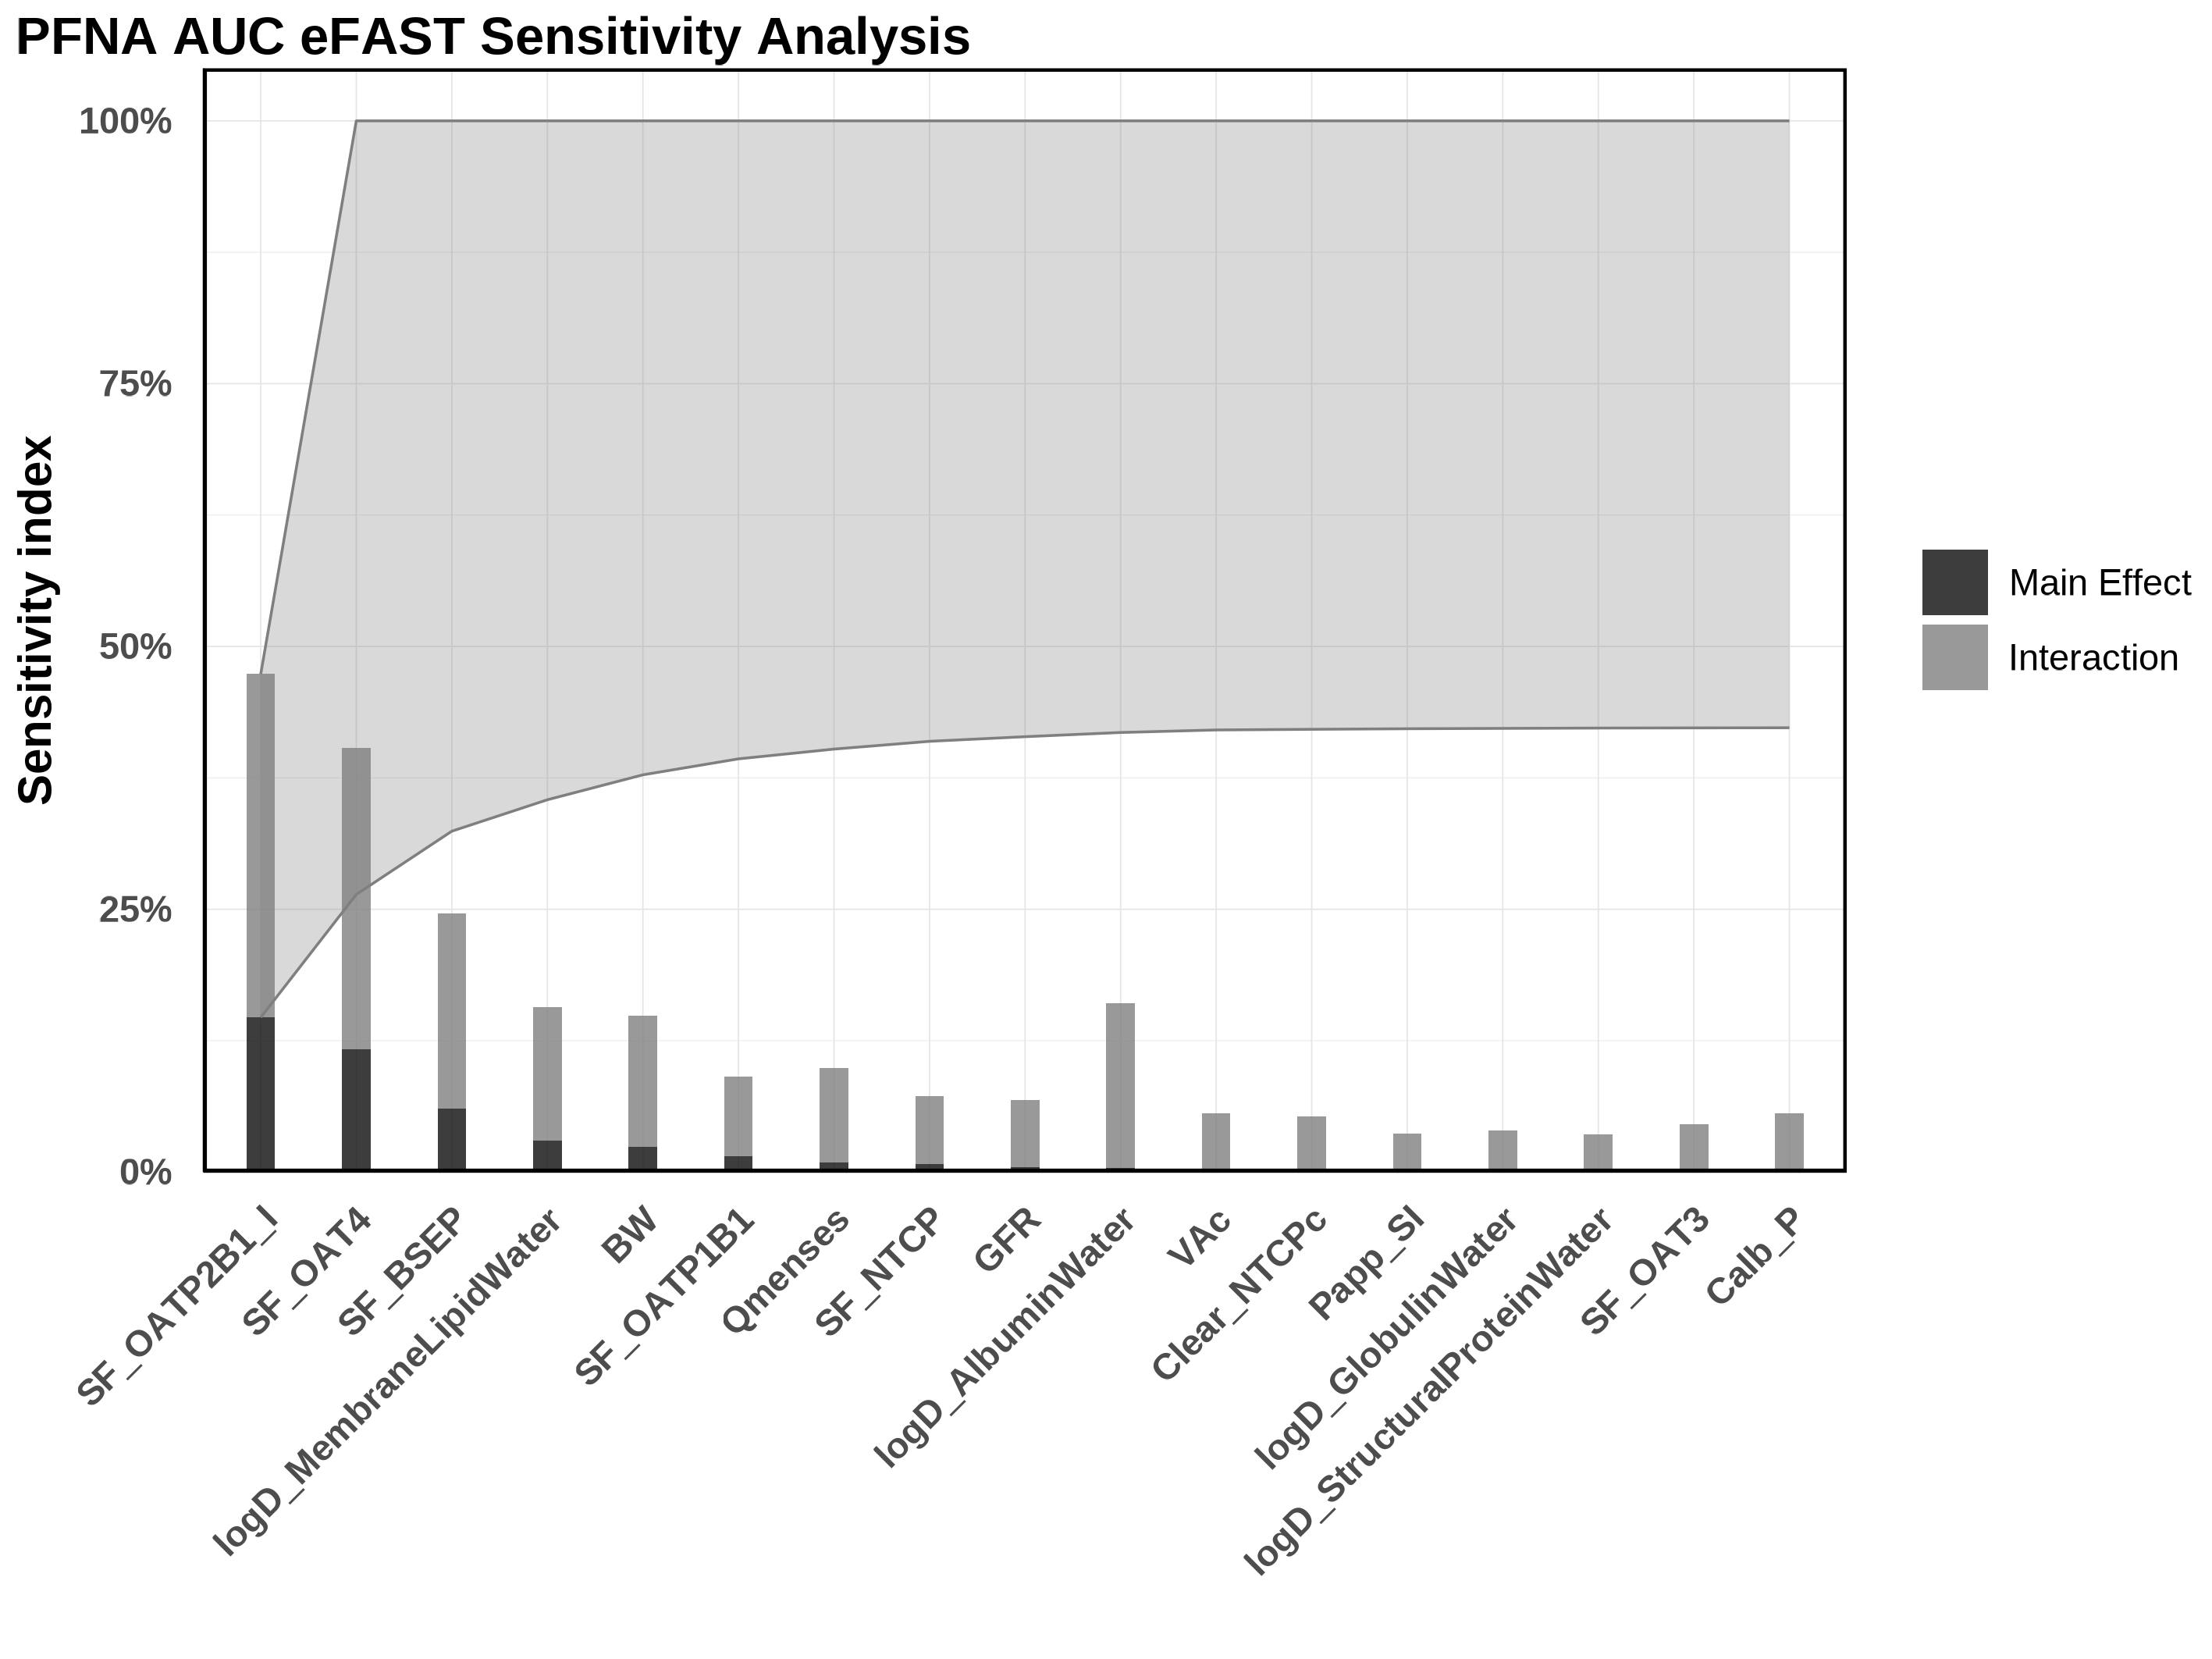 PFNA AUC eFAST Sensitivity Analysis
Sensitivity index
100%
75%
50%
25%
0%
SF_OATP2B1_I
SF_OAT4
SF_BSEP
logD_MembraneLipidWater
BW
SF_OATP1B1
Qmenses
SF_NTCP
GFR
logD_AlbuminWater
VAc
Clear_NTCPc
Papp_SI
logD_GlobulinWater
logD_StructuralProteinWater
SF_OAT3
Calb_P
Main Effect
Interaction